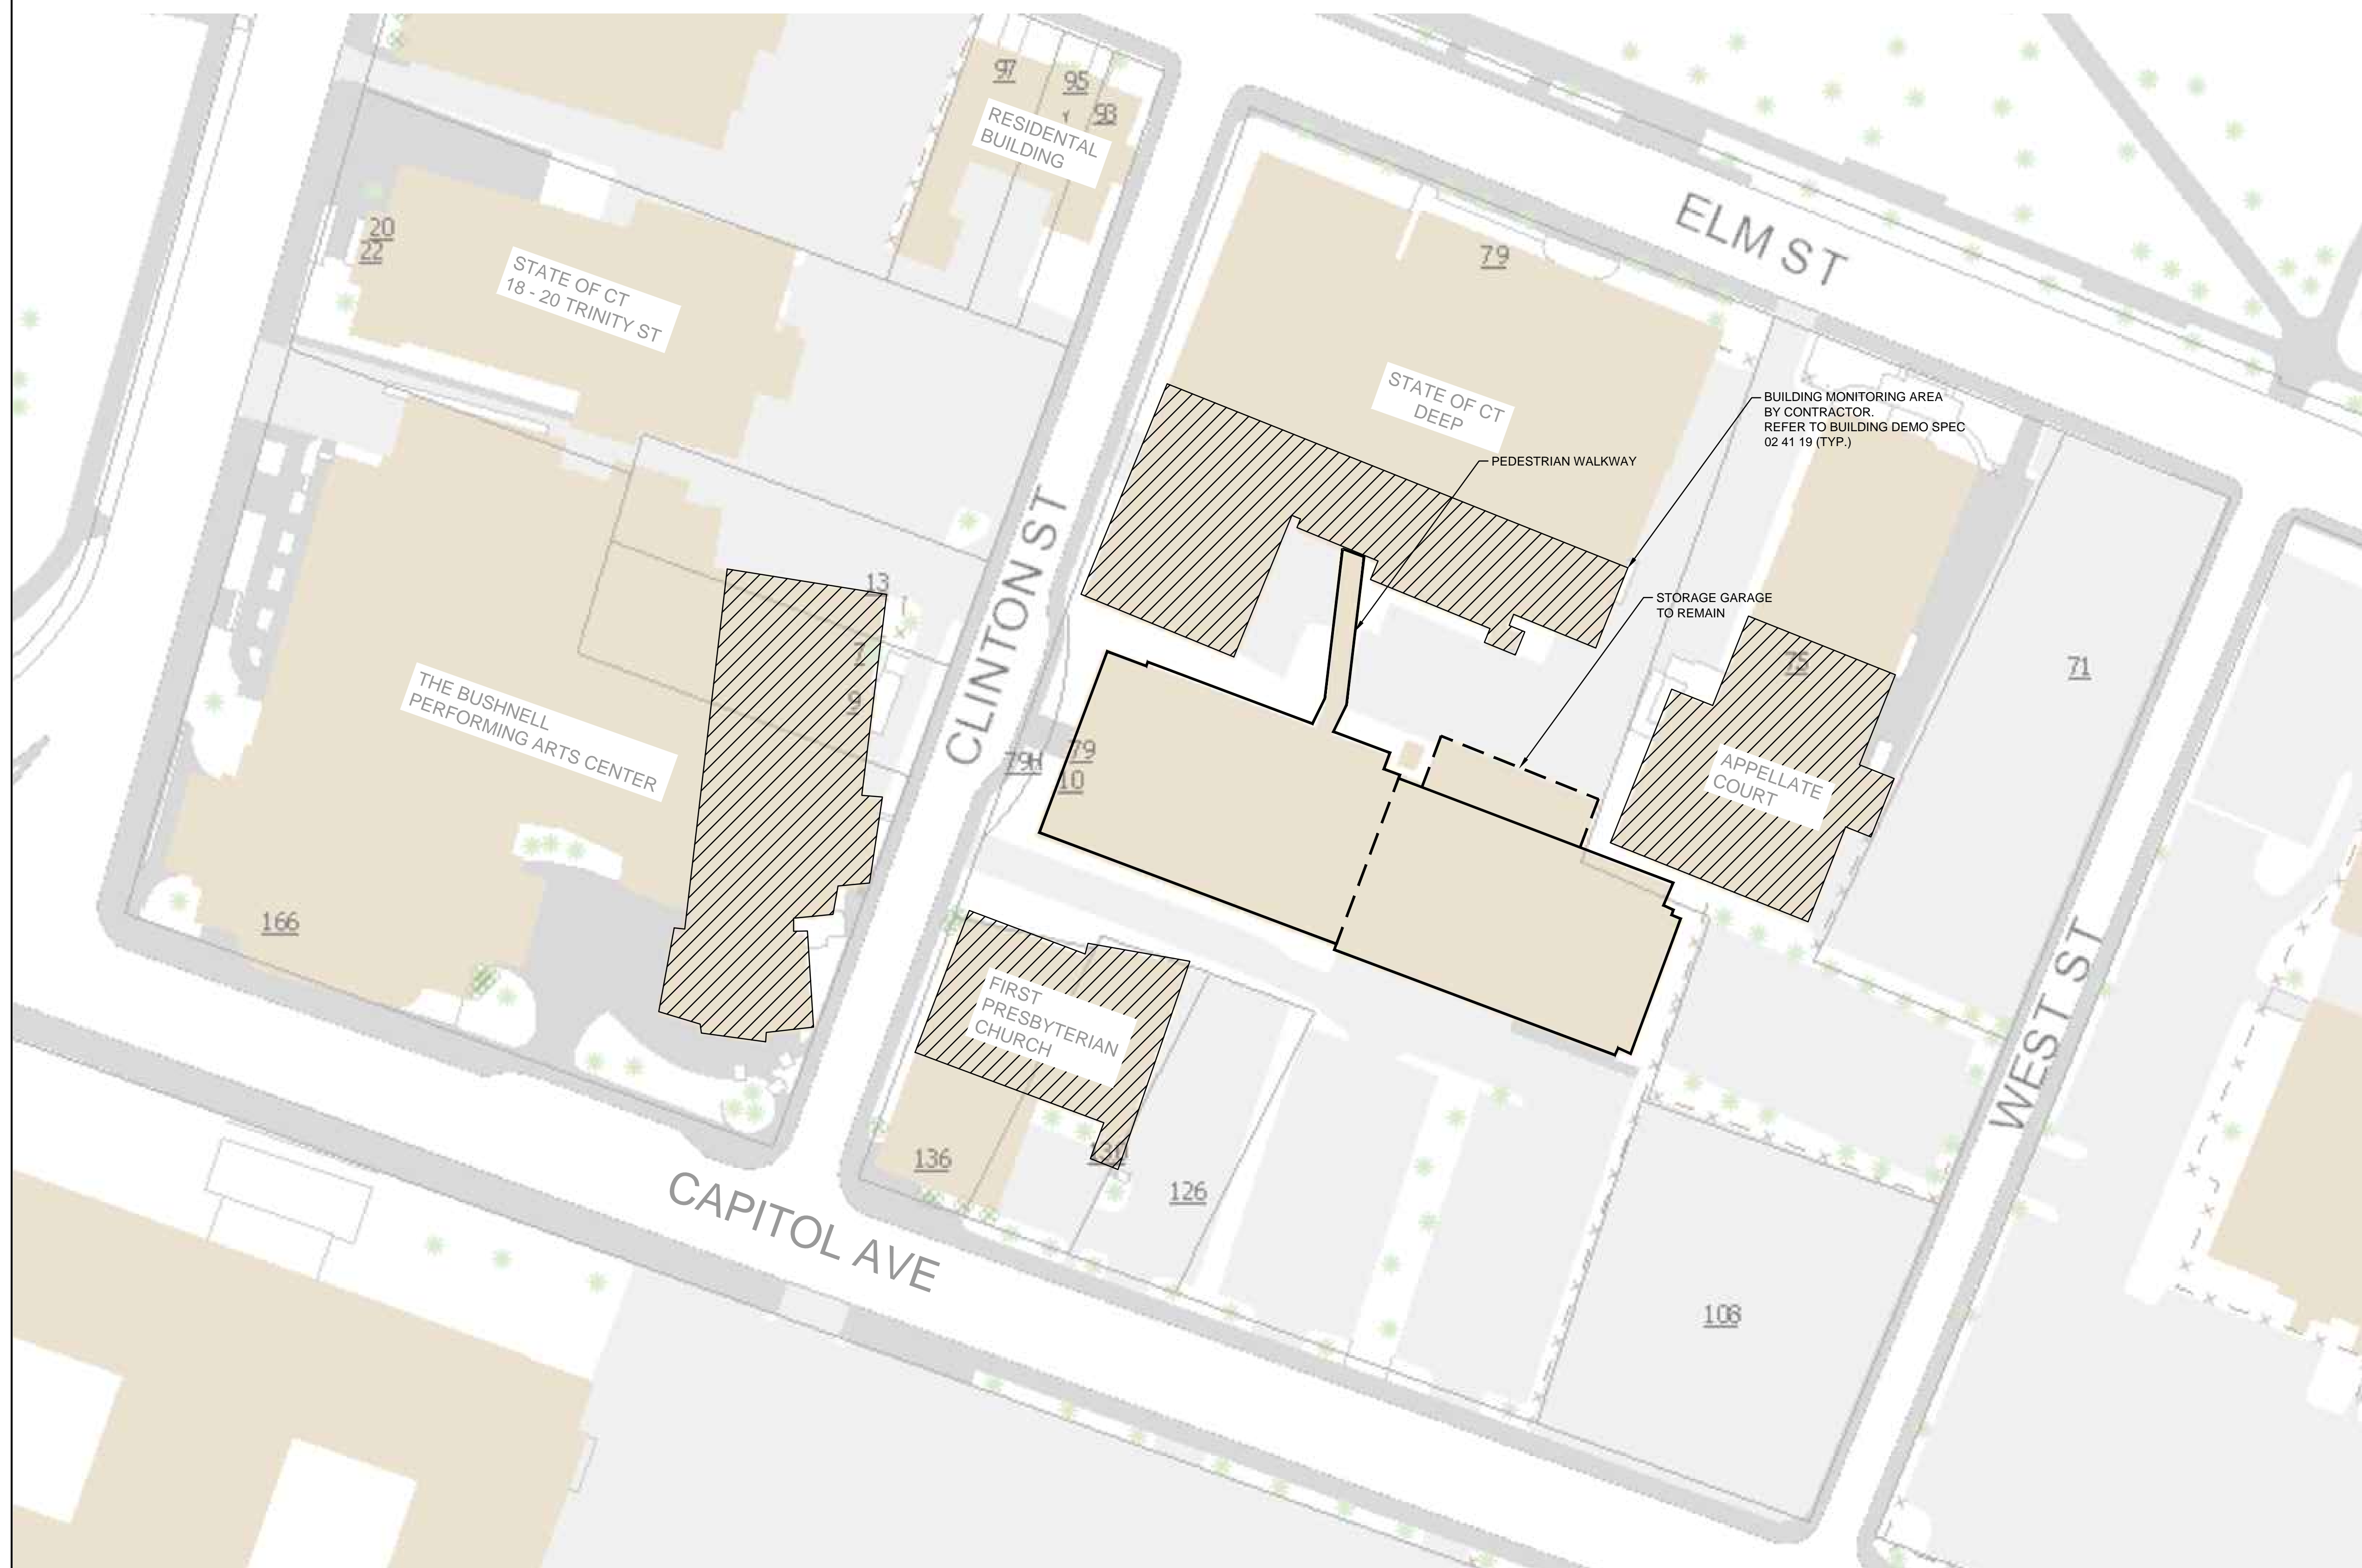 97
95
93
RESIDENTAL
BUILDING
ELM ST
20
22
STATE OF CT
18 - 20 TRINITY ST
79
STATE OF CT
DEEP
BUILDING MONITORING AREA
BY CONTRACTOR.
REFER TO BUILDING DEMO SPEC
02 41 19 (TYP.)
PEDESTRIAN WALKWAY
STORAGE GARAGE
TO REMAIN
CLINTON ST
13
7
9
THE BUSHNELL
PERFORMING ARTS CENTER
75
71
79H
79
10
APPELLATE
COURT
166
FIRST
PRESBYTERIAN
CHURCH
WEST ST
136
126
CAPITOL AVE
108